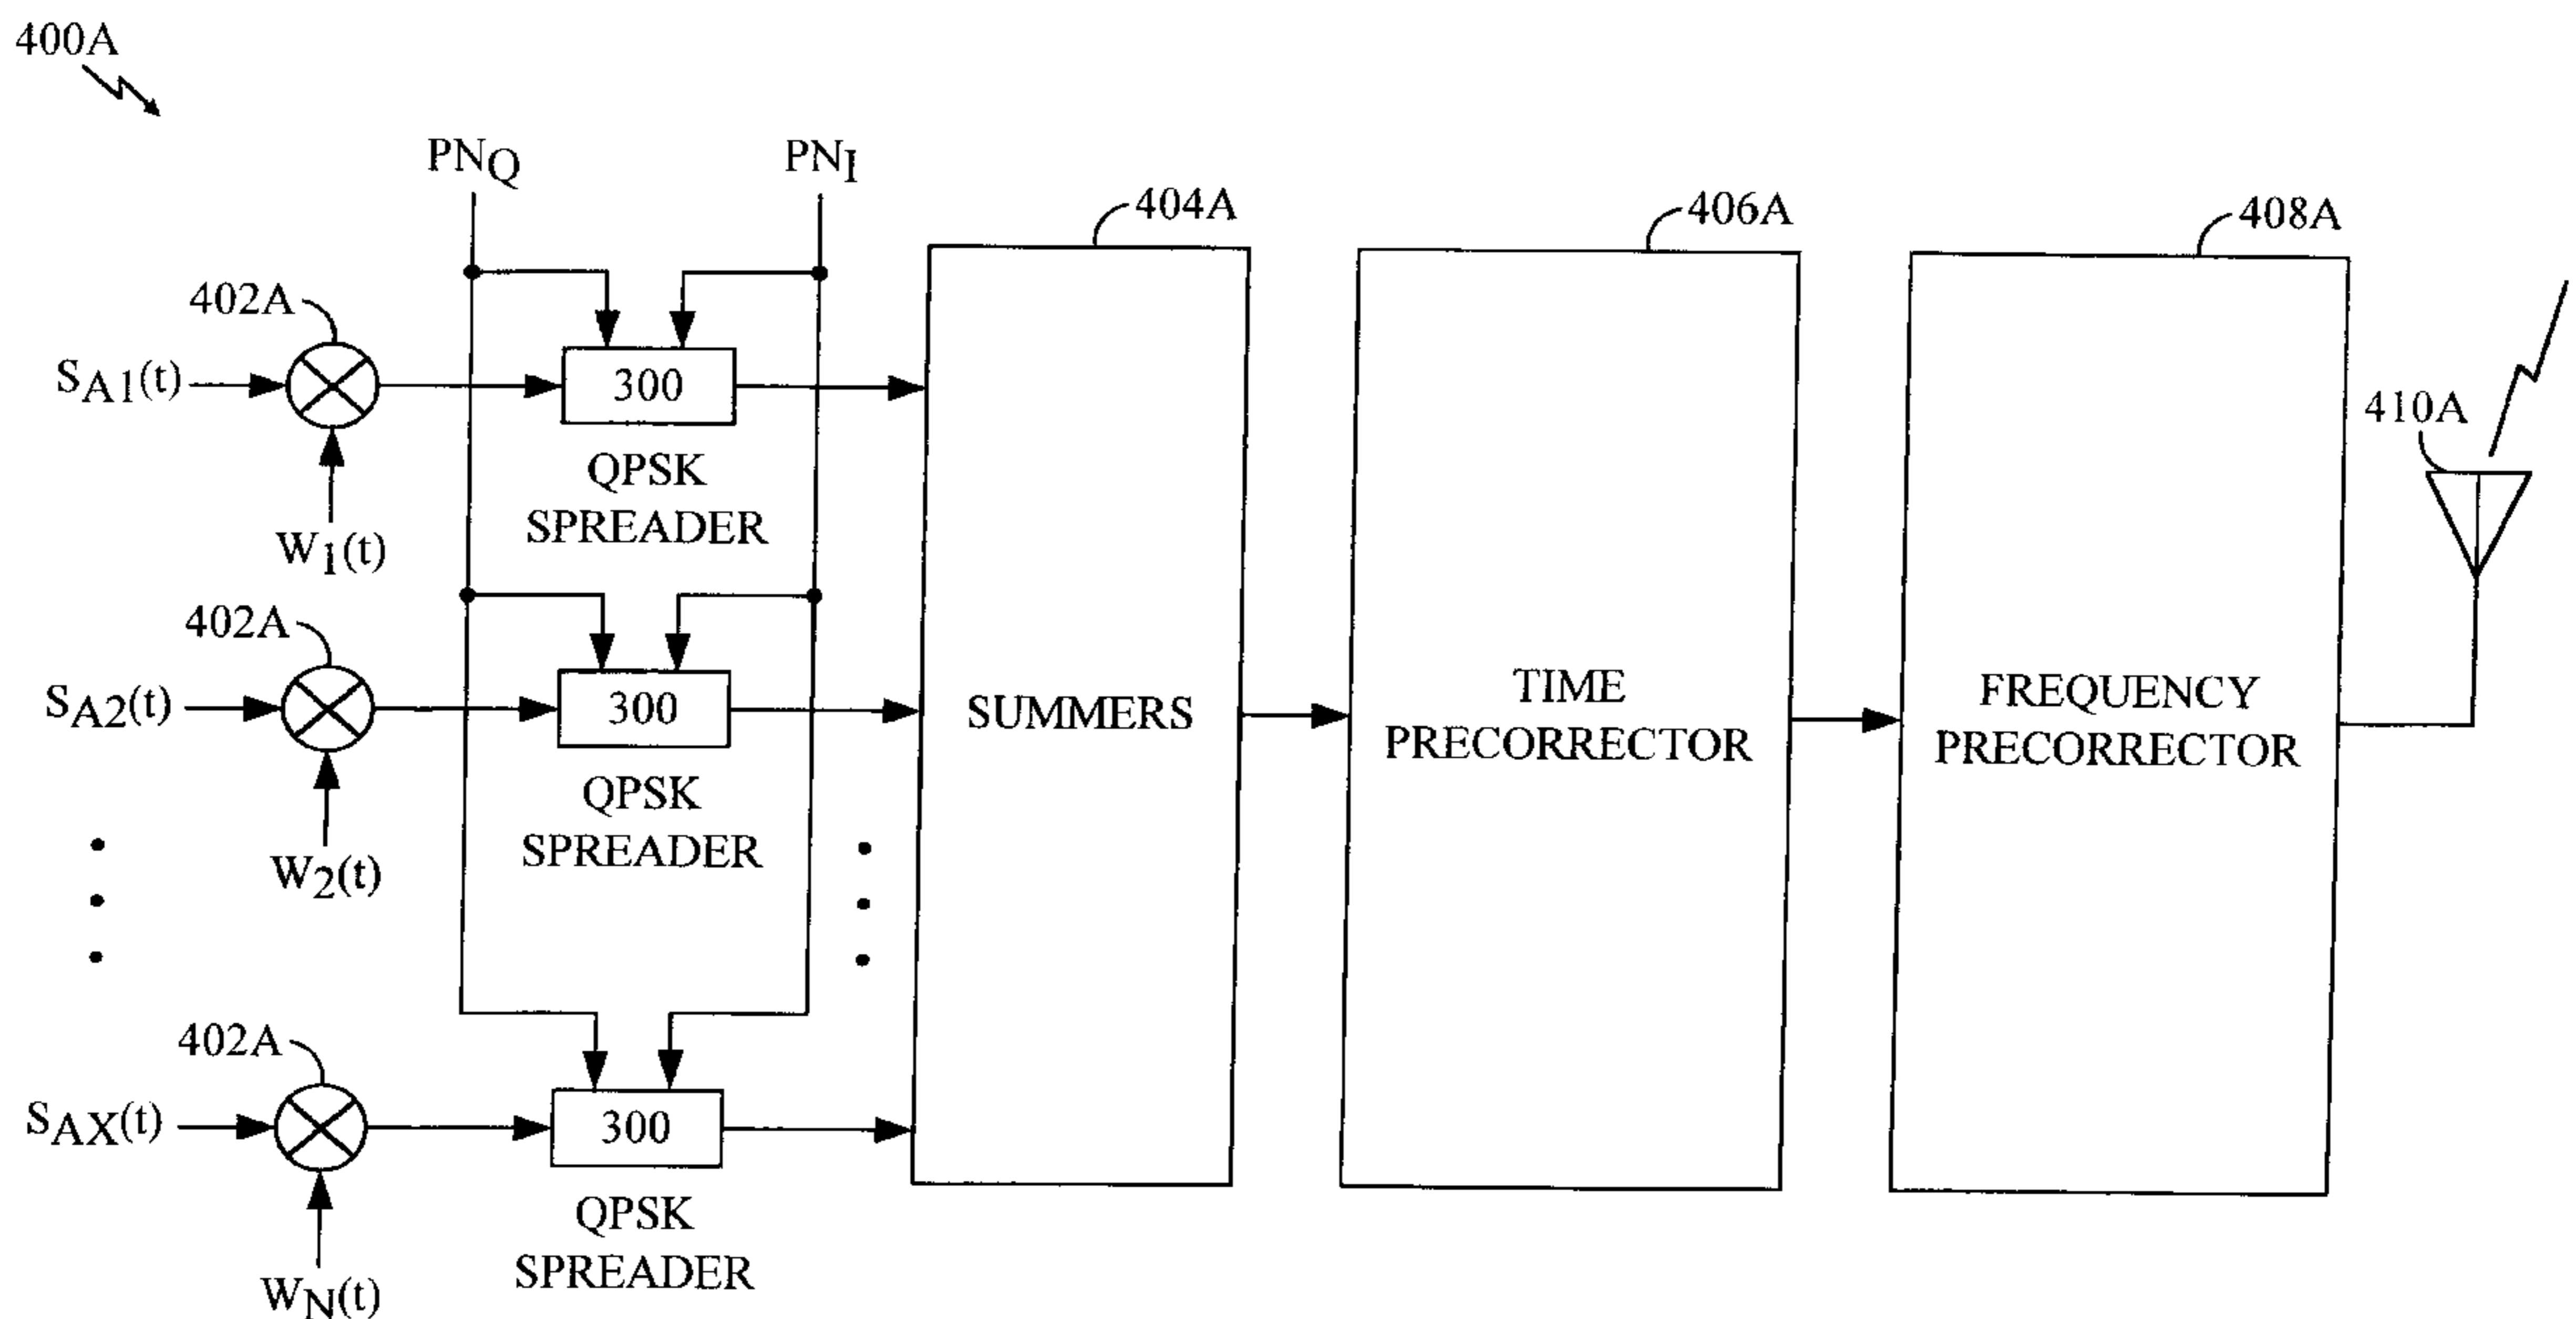 400A
PNQ
PNI
404A
406A
408A
402A
SA1(t)
300
410A
QPSK
SPREADER
W1(t)
402A
SA2(t)
300
SUMMERS
TIME
PRECORRECTOR
FREQUENCY
PRECORRECTOR
QPSK
SPREADER
W2(t)
402A
SAX(t)
300
QPSK
SPREADER
WN(t)